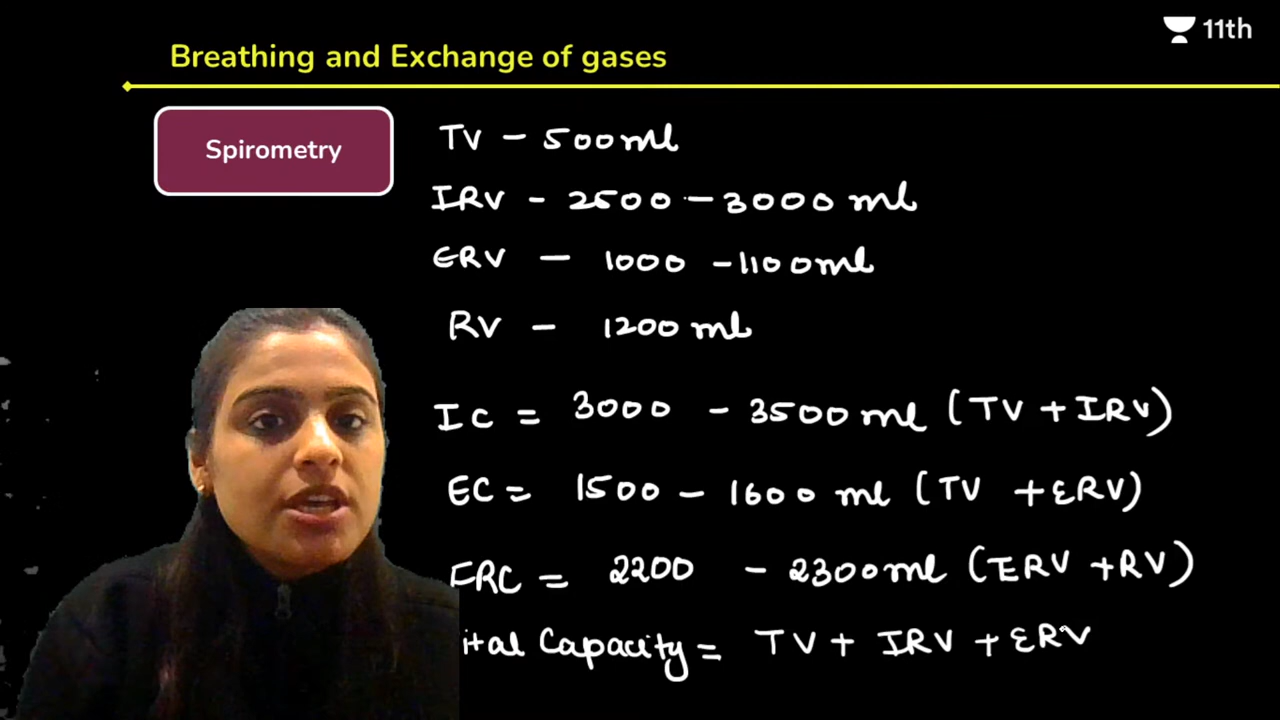 11th
Breathing and Exchange of gases
Spirometry
TV - 500ml
IRV - 2500 - 3000 ml
ERV - 1000 - 1100ml
RV - 1200 ml
IC = 3000 - 3500 ml (TV + IRV)
EC = 1500 - 1600 ml (TV + ERV)
FRC = 2200 - 2300ml (ERV + RV)
ital Capacity = TV + IRV + ERV